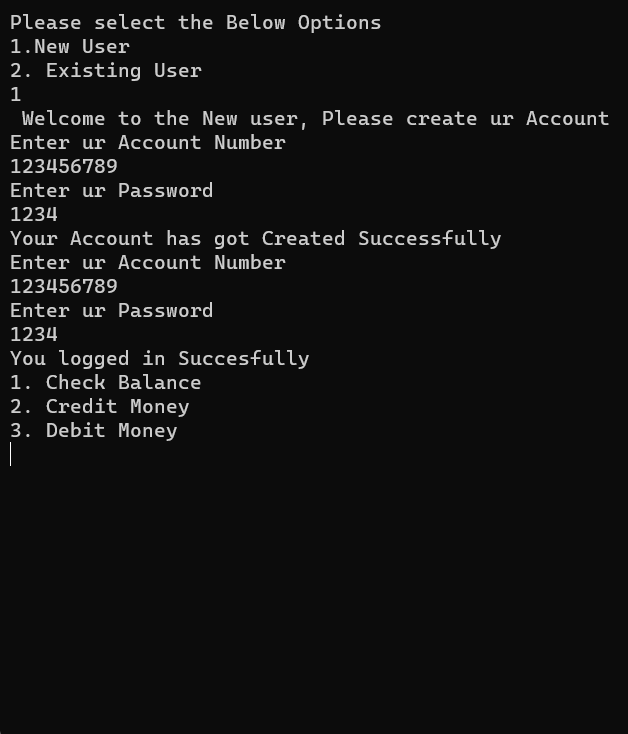 Please select the Below Options
1.New User
2. Existing User
1
Welcome to the New user, Please create ur Account
Enter ur Account Number
123456789
Enter ur Password
1234
Your Account has got Created Successfully
Enter ur Account Number
123456789
Enter ur Password
1234
You logged in Succesfully
1. Check Balance
2. Credit Money
3. Debit Money